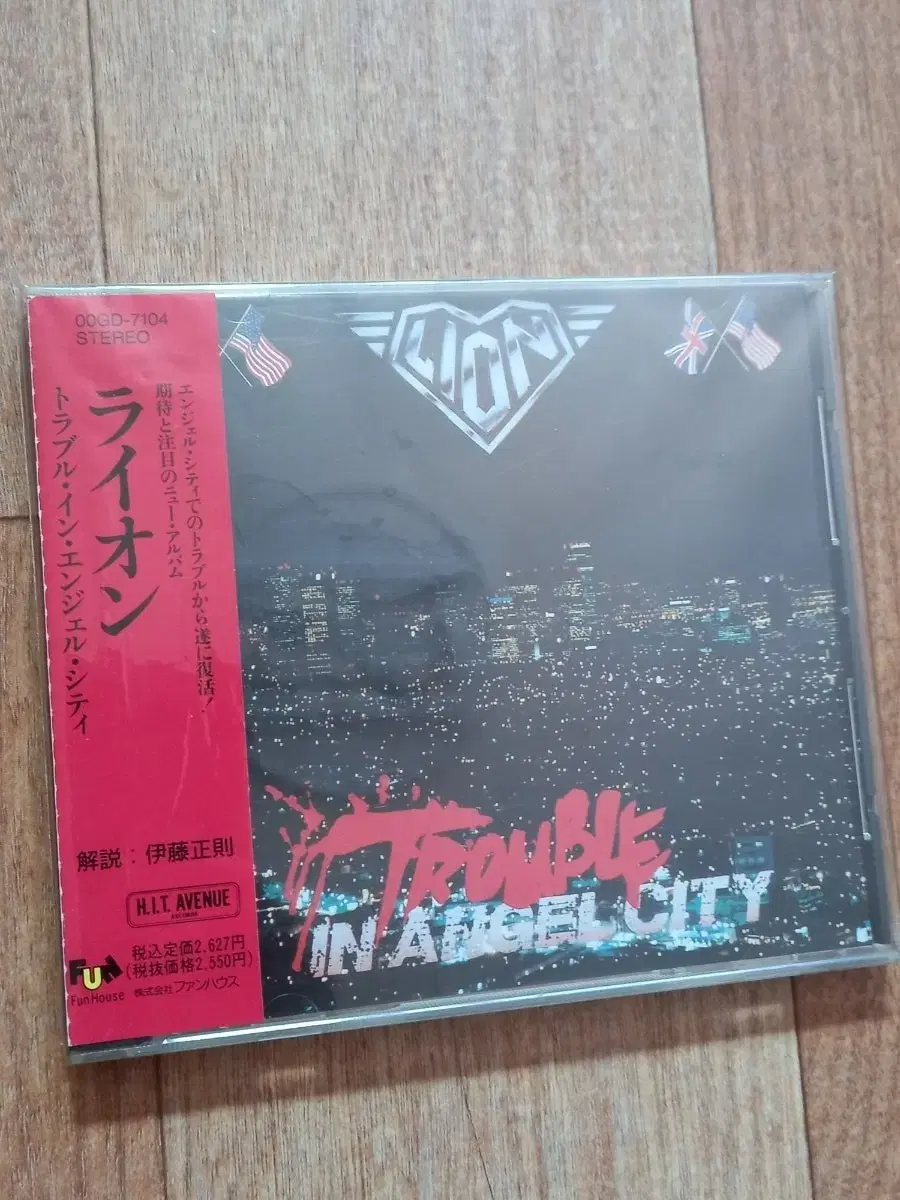 00GD-7104
STEREO
エンジェル・シティでのトラブルから遂に復活!
期待と注目のニュー・アルバム
ライオン
トラブル・イン・エンジェル・シティ
解説:伊藤正則
H.I.T. AVENUE
RECORDS
税込定価2,627円
(税抜価格2,550円)
FUN
Fun House
株式会社ファンハウス
LION
TROUBLE
IN ANGEL CITY